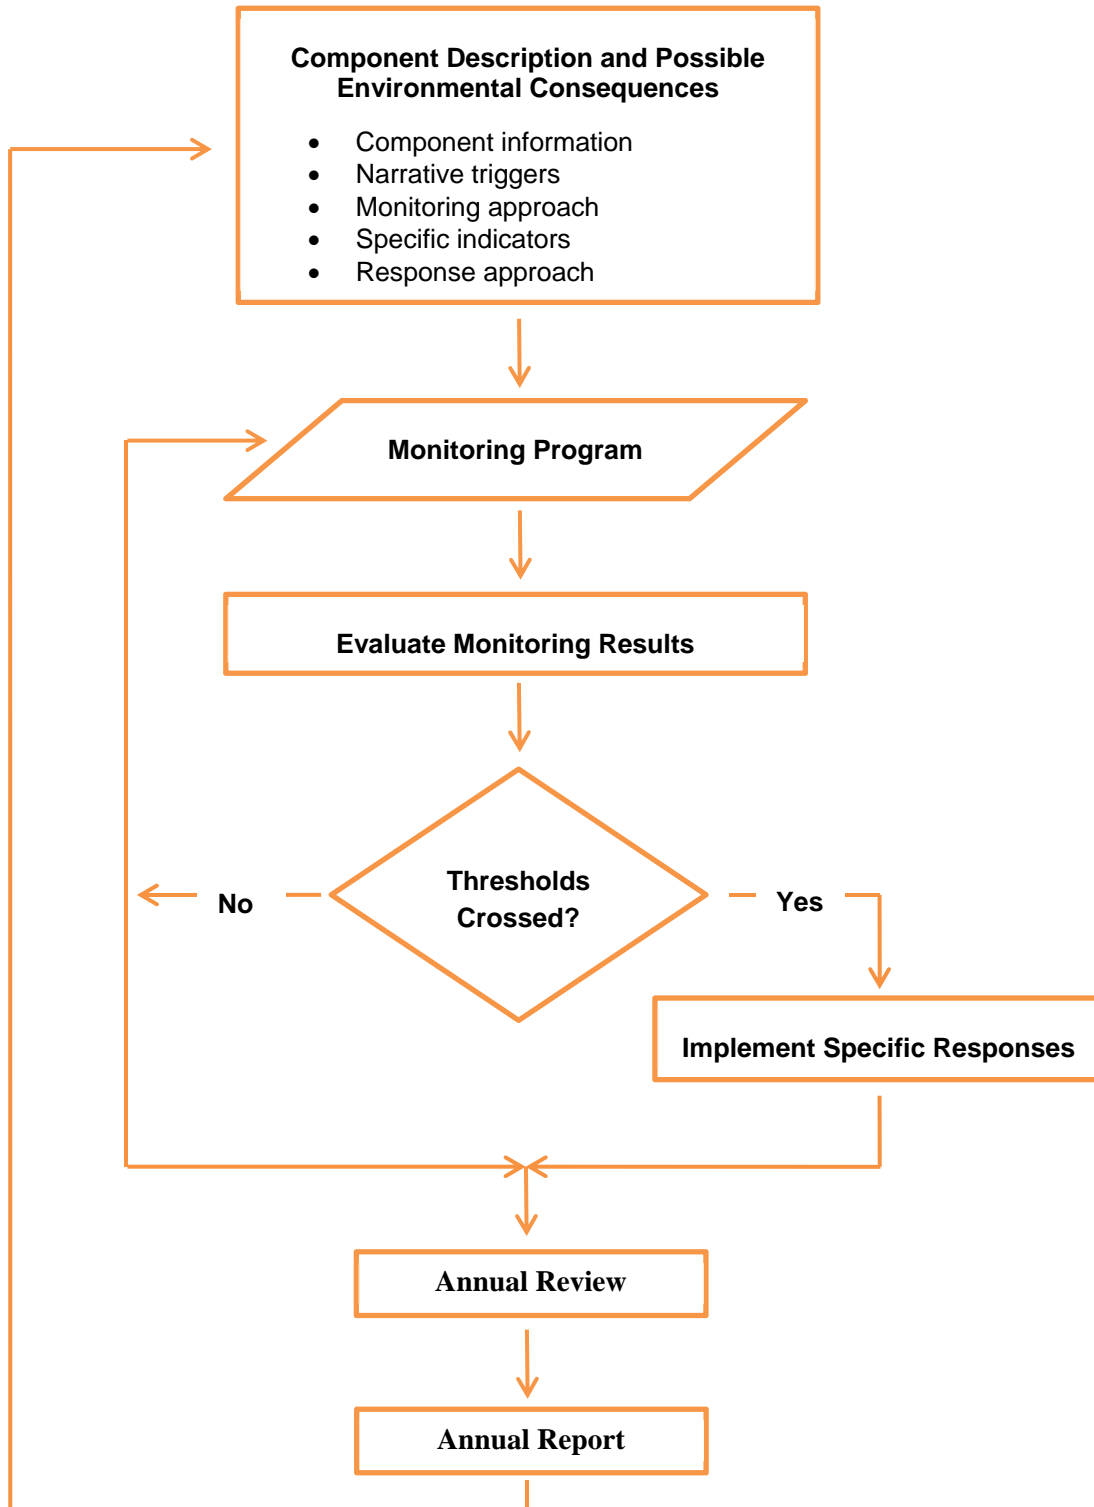 Component Description and Possible
Environmental Consequences
• Component information
• Narrative triggers
• Monitoring approach
• Specific indicators
• Response approach
Monitoring Program
Evaluate Monitoring Results
Thresholds
Crossed?
No
Yes
Implement Specific Responses
Annual Review
Annual Report